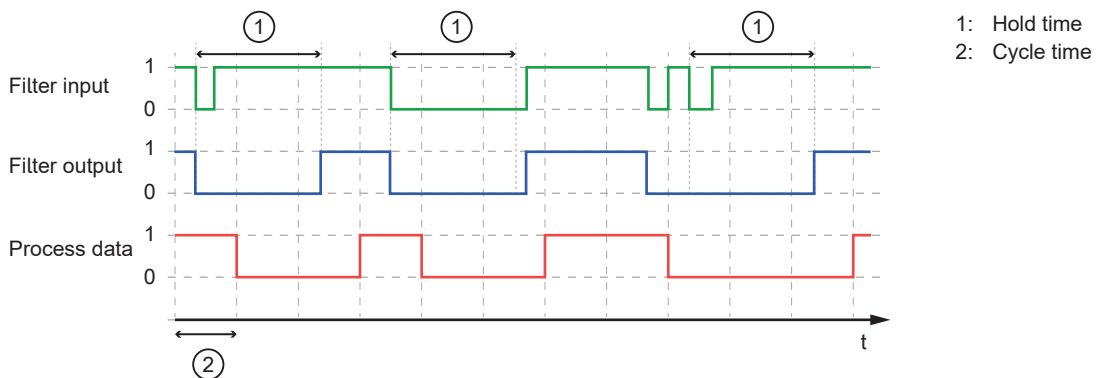 1 1 1
1: Hold time
2: Cycle time
Filter input
1
0
Filter output
1
0
Process data
1
0
t
2